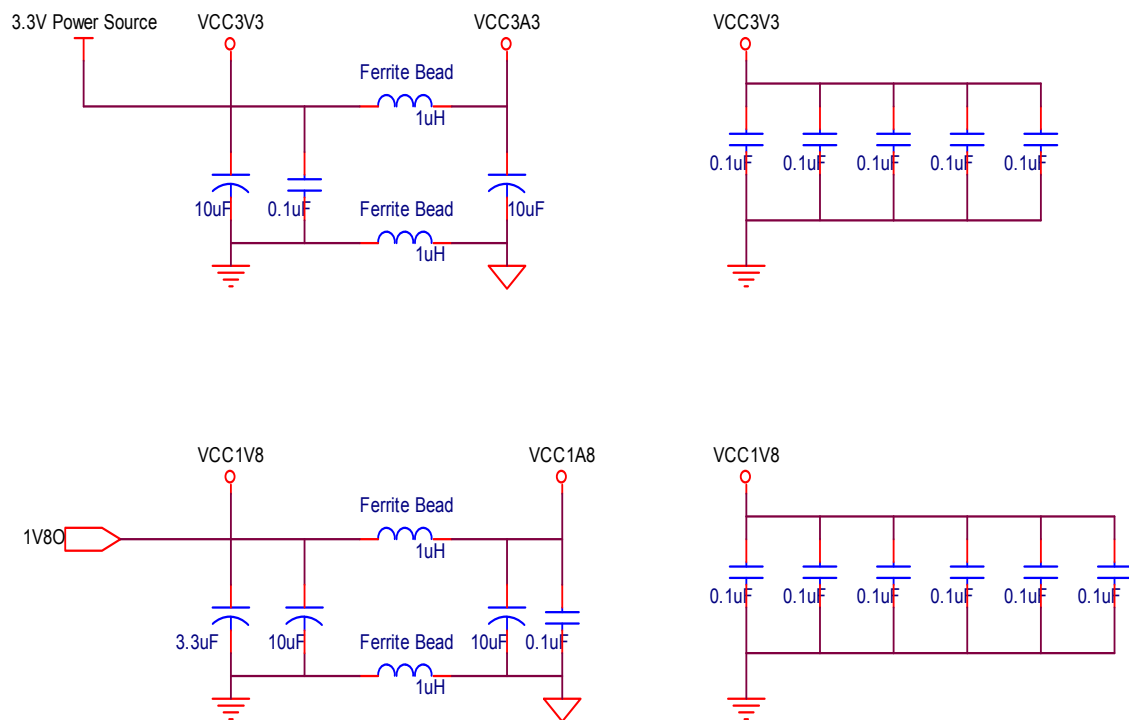 3.3V Power Source
VCC3V3
VCC3A3
VCC3V3
Ferrite Bead
1uH
0.1uF
0.1uF
0.1uF
0.1uF
0.1uF
10uF
0.1uF
Ferrite Bead
10uF
1uH
VCC1V8
VCC1A8
VCC1V8
Ferrite Bead
1V8O
1uH
0.1uF
0.1uF
0.1uF
0.1uF
0.1uF
0.1uF
3.3uF
10uF
Ferrite Bead
10uF
0.1uF
1uH